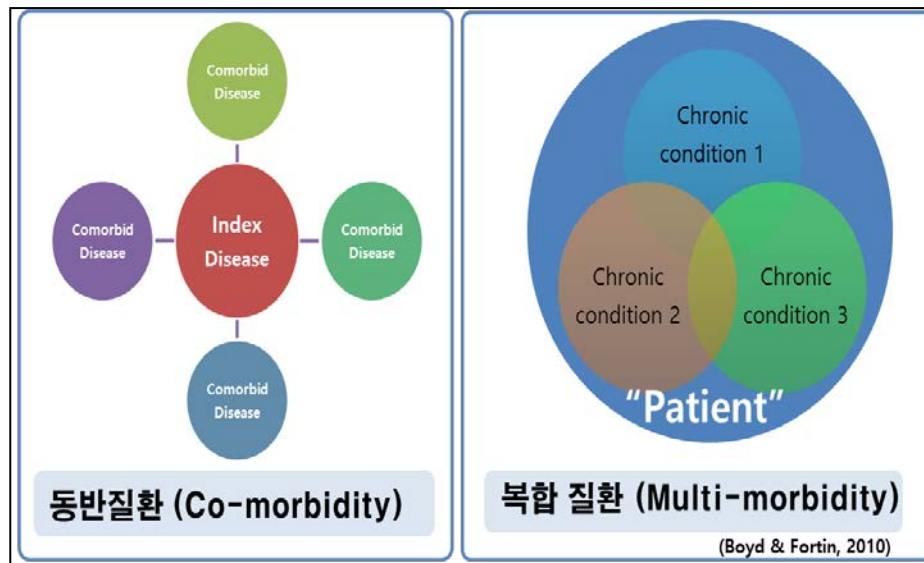 Comorbid
Disease
Comorbid
Disease
Index
Disease
Comorbid
Disease
Comorbid
Disease
동반질환 (Co-morbidity)
Chronic
condition 1
Chronic
condition 2
Chronic
condition 3
“Patient”
복합 질환 (Multi-morbidity)
(Boyd & Fortin, 2010)